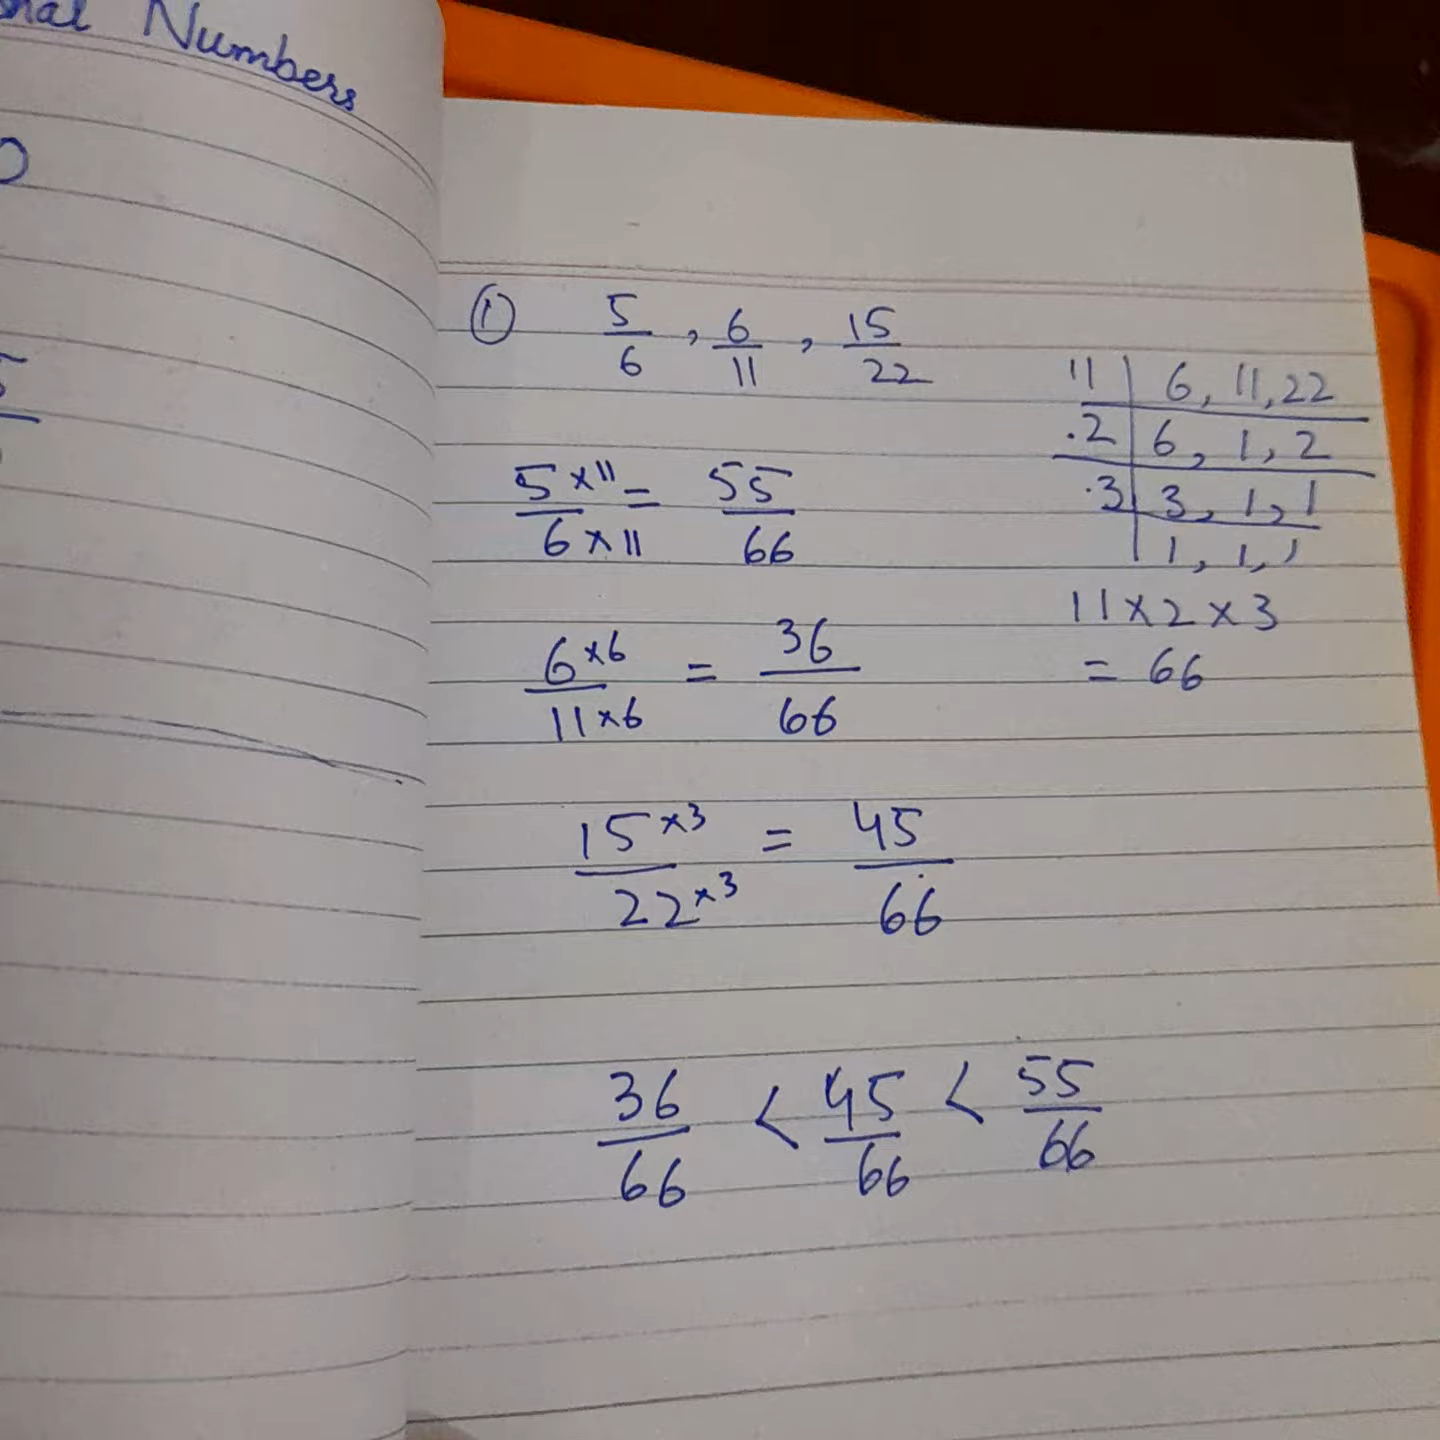 Numbers
① 5/6 , 6/11 , 15/22
11 | 6, 11, 22
2 | 6, 1, 2
3 | 3, 1, 1
1, 1, 1
11 × 2 × 3
= 66
5 × 11 / 6 × 11 = 55/66
6 × 6 / 11 × 6 = 36/66
15 × 3 / 22 × 3 = 45/66
36/66 < 45/66 < 55/66